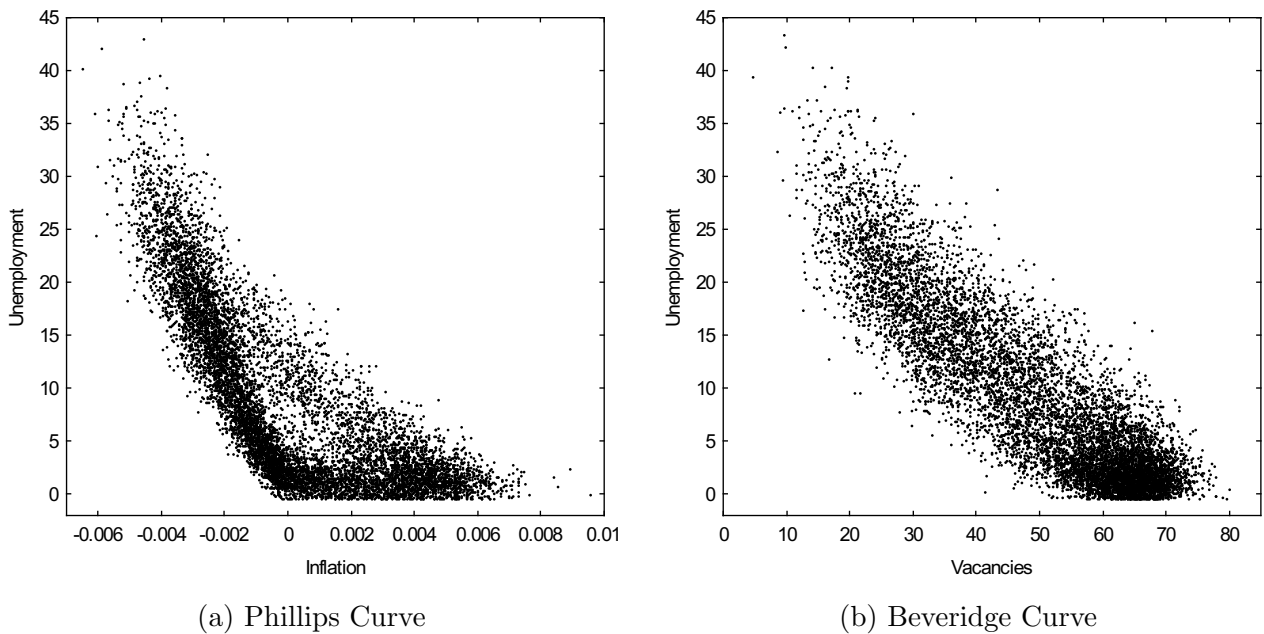 45
40
35
30
25
20
15
10
5
0
Unemployment
-0.006 -0.004 -0.002 0 0.002 0.004 0.006 0.008 0.01
Inflation
(a) Phillips Curve
45
40
35
30
25
20
15
10
5
0
Unemployment
0 10 20 30 40 50 60 70 80
Vacancies
(b) Beveridge Curve